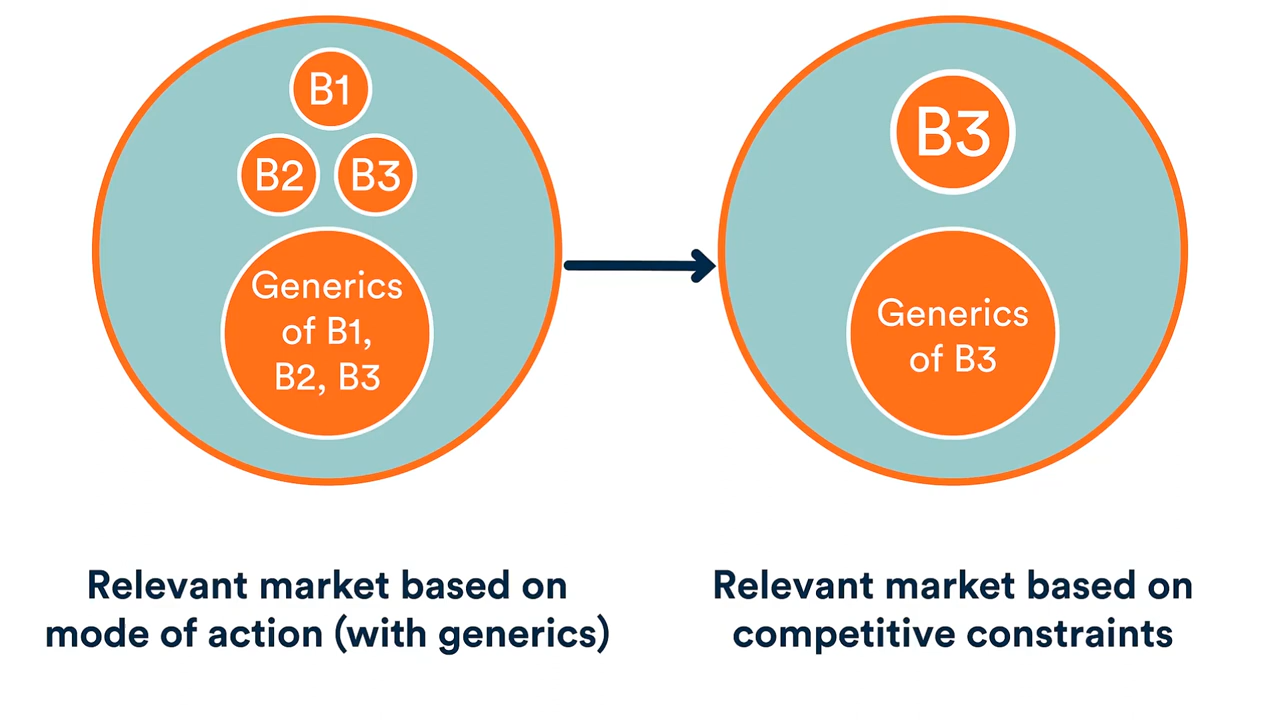 B1
B2
B3
Generics
of B1,
B2, B3
B3
Generics
of B3
Relevant market based on
mode of action (with generics)
Relevant market based on
competitive constraints